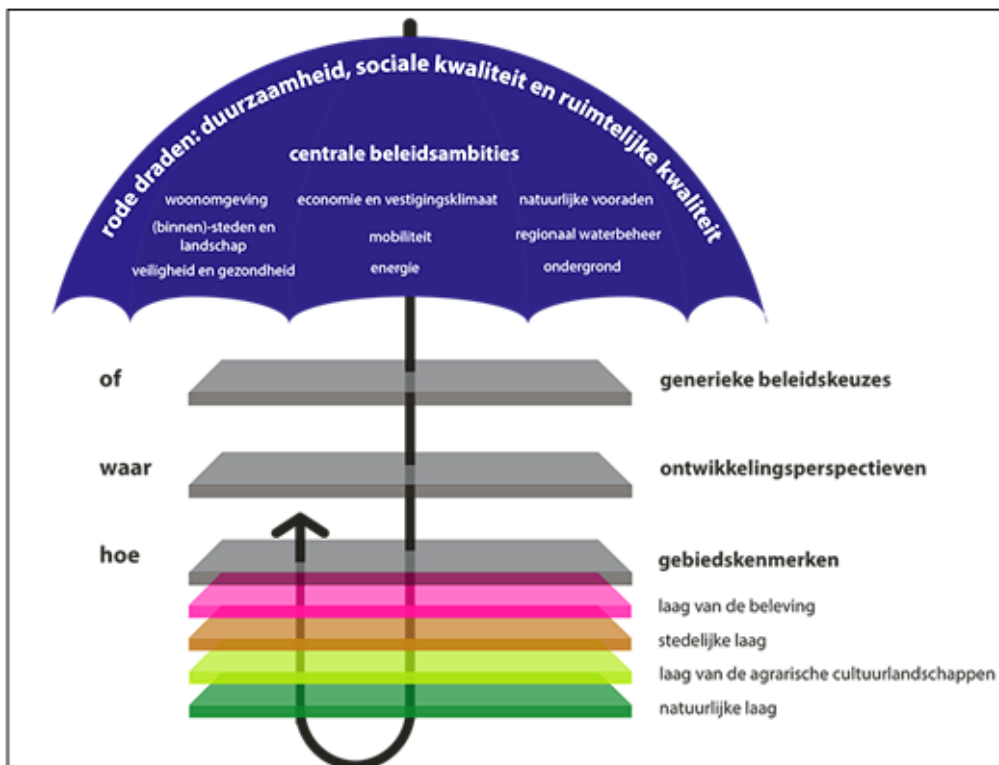 rode draden: duurzaamheid, sociale kwaliteit en ruimtelijke kwaliteit
centrale beleidsambities
woonomgeving
(binnen)-steden en
landschap
veiligheid en gezondheid
economie en vestigingsklimaat
mobiliteit
energie
natuurlijke vooraden
regionaal waterbeheer
ondergrond
of
generieke beleidskeuzes
waar
ontwikkelingsperspectieven
hoe
gebiedskenmerken
laag van de beleving
stedelijke laag
laag van de agrarische cultuurlandschappen
natuurlijke laag